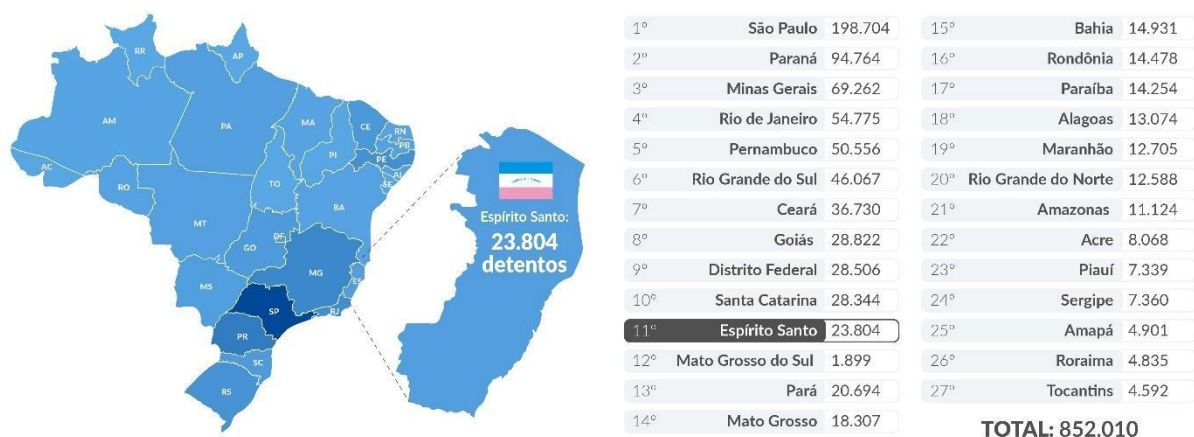 RR
AP
AM
PA
MA
CE
RN
PB
PI
PE
AC
AL
SE
TO
RO
BA
MT
DF
GO
MG
ES
MS
SP
RJ
PR
SC
RS
Espírito Santo:
23.804
detentos
1º São Paulo 198.704
2º Paraná 94.764
3º Minas Gerais 69.262
4º Rio de Janeiro 54.775
5º Pernambuco 50.556
6º Rio Grande do Sul 46.067
7º Ceará 36.730
8º Goiás 28.822
9º Distrito Federal 28.506
10º Santa Catarina 28.344
11º Espírito Santo 23.804
12º Mato Grosso do Sul 1.899
13º Pará 20.694
14º Mato Grosso 18.307
15º Bahia 14.931
16º Rondônia 14.478
17º Paraíba 14.254
18º Alagoas 13.074
19º Maranhão 12.705
20º Rio Grande do Norte 12.588
21º Amazonas 11.124
22º Acre 8.068
23º Piauí 7.339
24º Sergipe 7.360
25º Amapá 4.901
26º Roraima 4.835
27º Tocantins 4.592
TOTAL: 852.010